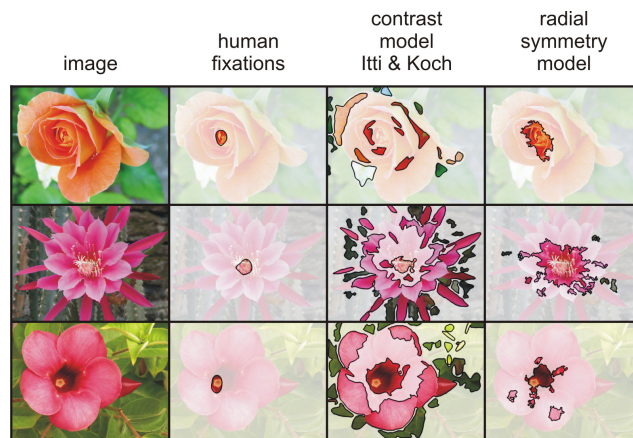 image
human
fixations
contrast
model
Itti & Koch
radial
symmetry
model